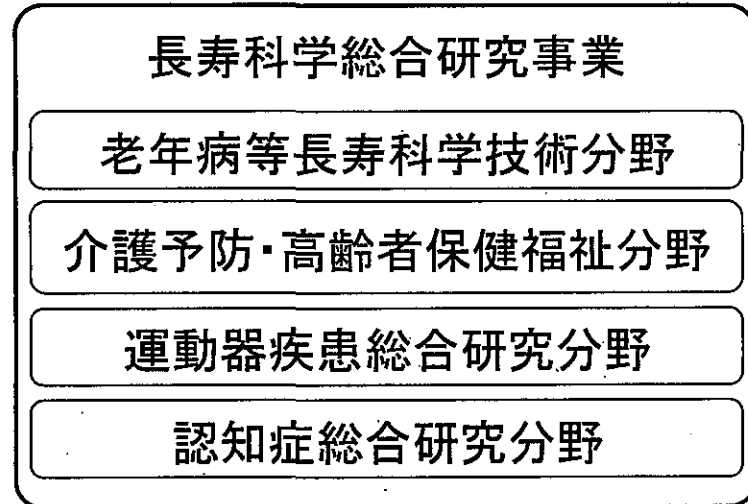 長寿科学総合研究事業
老年病等長寿科学技術分野
介護予防・高齢者保健福祉分野
運動器疾患総合研究分野
認知症総合研究分野